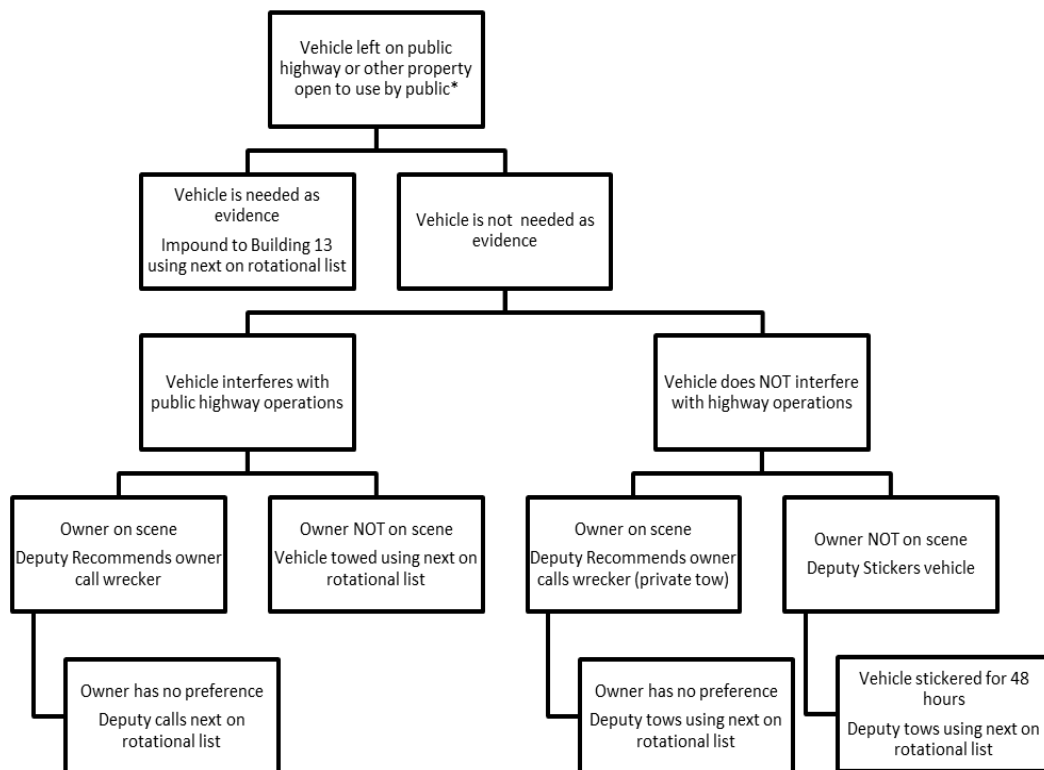 Vehicle left on public
highway or other property
open to use by public*
Vehicle is needed as
evidence
Impound to Building 13
using next on rotational list
Vehicle is not  needed as
evidence
Vehicle interferes with
public highway operations
Vehicle does NOT interfere
with highway operations
Owner on scene
Deputy Recommends owner
call wrecker
Owner NOT on scene
Vehicle towed using next on
rotational list
Owner on scene
Deputy Recommends owner
calls wrecker (private tow)
Owner NOT on scene
Deputy Stickers vehicle
Owner has no preference
Deputy calls next on
rotational list
Owner has no preference
Deputy tows using next on
rotational list
Vehicle stickered for 48
hours
Deputy tows using next on
rotational list